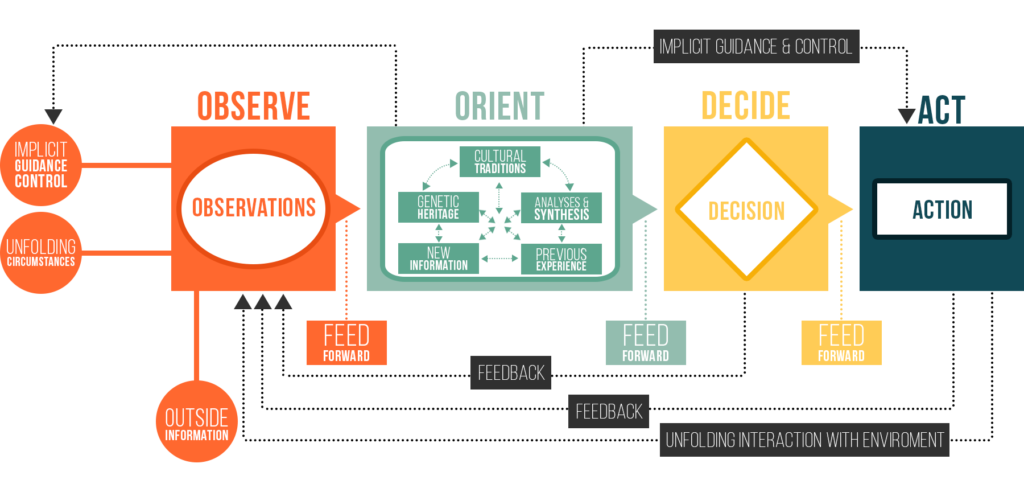 IMPLICIT GUIDANCE & CONTROL
OBSERVE
ORIENT
DECIDE
ACT
IMPLICIT
GUIDANCE
CONTROL
UNFOLDING
CIRCUMSTANCES
OUTSIDE
INFORMATION
OBSERVATIONS
CULTURAL
TRADITIONS
GENETIC
HERITAGE
ANALYSES &
SYNTHESIS
NEW
INFORMATION
PREVIOUS
EXPERIENCE
DECISION
ACTION
FEED
FORWARD
FEED
FORWARD
FEED
FORWARD
FEEDBACK
FEEDBACK
UNFOLDING INTERACTION WITH ENVIROMENT